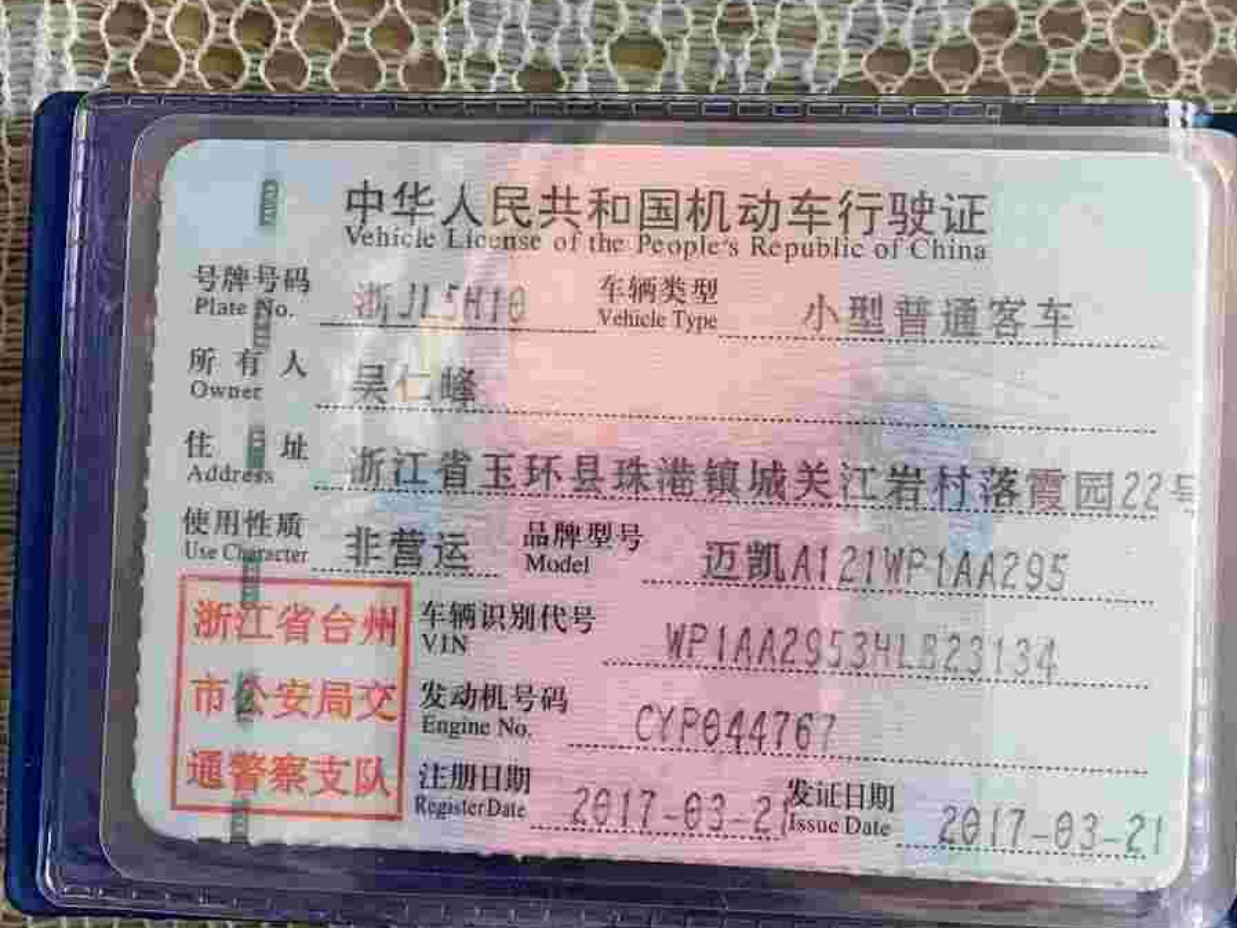 中华人民共和国机动车行驶证
Vehicle License of the People's Republic of China
号牌号码 浙JL5H10 车辆类型 小型普通客车
Plate No. Vehicle Type
所有人 吴仁峰
Owner
住址 浙江省玉环县珠港镇城关江岩村落霞园22号
Address
使用性质 非营运 品牌型号 迈凯A121WP1AA295
Use Character Model
浙江省台州
市公安局交
通警察支队
车辆识别代号 WP1AA2953HLB23134
VIN
发动机号码 CYP044767
Engine No.
注册日期 2017-03-21 发证日期 2017-03-21
Register Date Issue Date